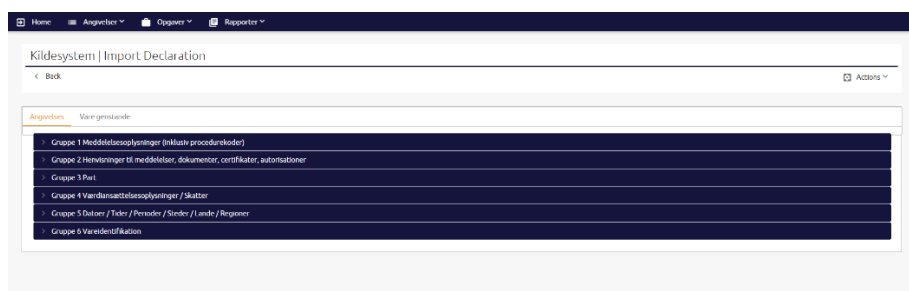 Home Angivelser Opgaver Rapporter
Kildesystem | Import Declaration
< Back Actions
Angivelses Vare genstande
> Gruppe 1 Meddelelsesoplysninger (Inklusiv procedurekoder)
> Gruppe 2 Henvisninger til meddelelser, dokumenter, certifikater, autorisationer
> Gruppe 3 Part
> Gruppe 4 Værdiansættelsesoplysninger / Skatter
> Gruppe 5 Datoer / Tider / Perioder / Steder / Lande / Regioner
> Gruppe 6 Vareidentifikation